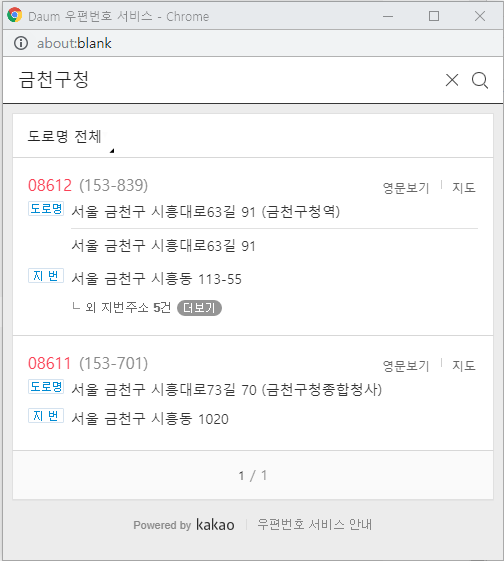 Daum 우편번호 서비스 - Chrome
about:blank
금천구청
도로명 전체
08612 (153-839) 영문보기 지도
도로명 서울 금천구 시흥대로63길 91 (금천구청역)
서울 금천구 시흥대로63길 91
지 번 서울 금천구 시흥동 113-55
ㄴ 외 지번주소 5건 더보기
08611 (153-701) 영문보기 지도
도로명 서울 금천구 시흥대로73길 70 (금천구청종합청사)
지 번 서울 금천구 시흥동 1020
1 / 1
Powered by kakao 우편번호 서비스 안내